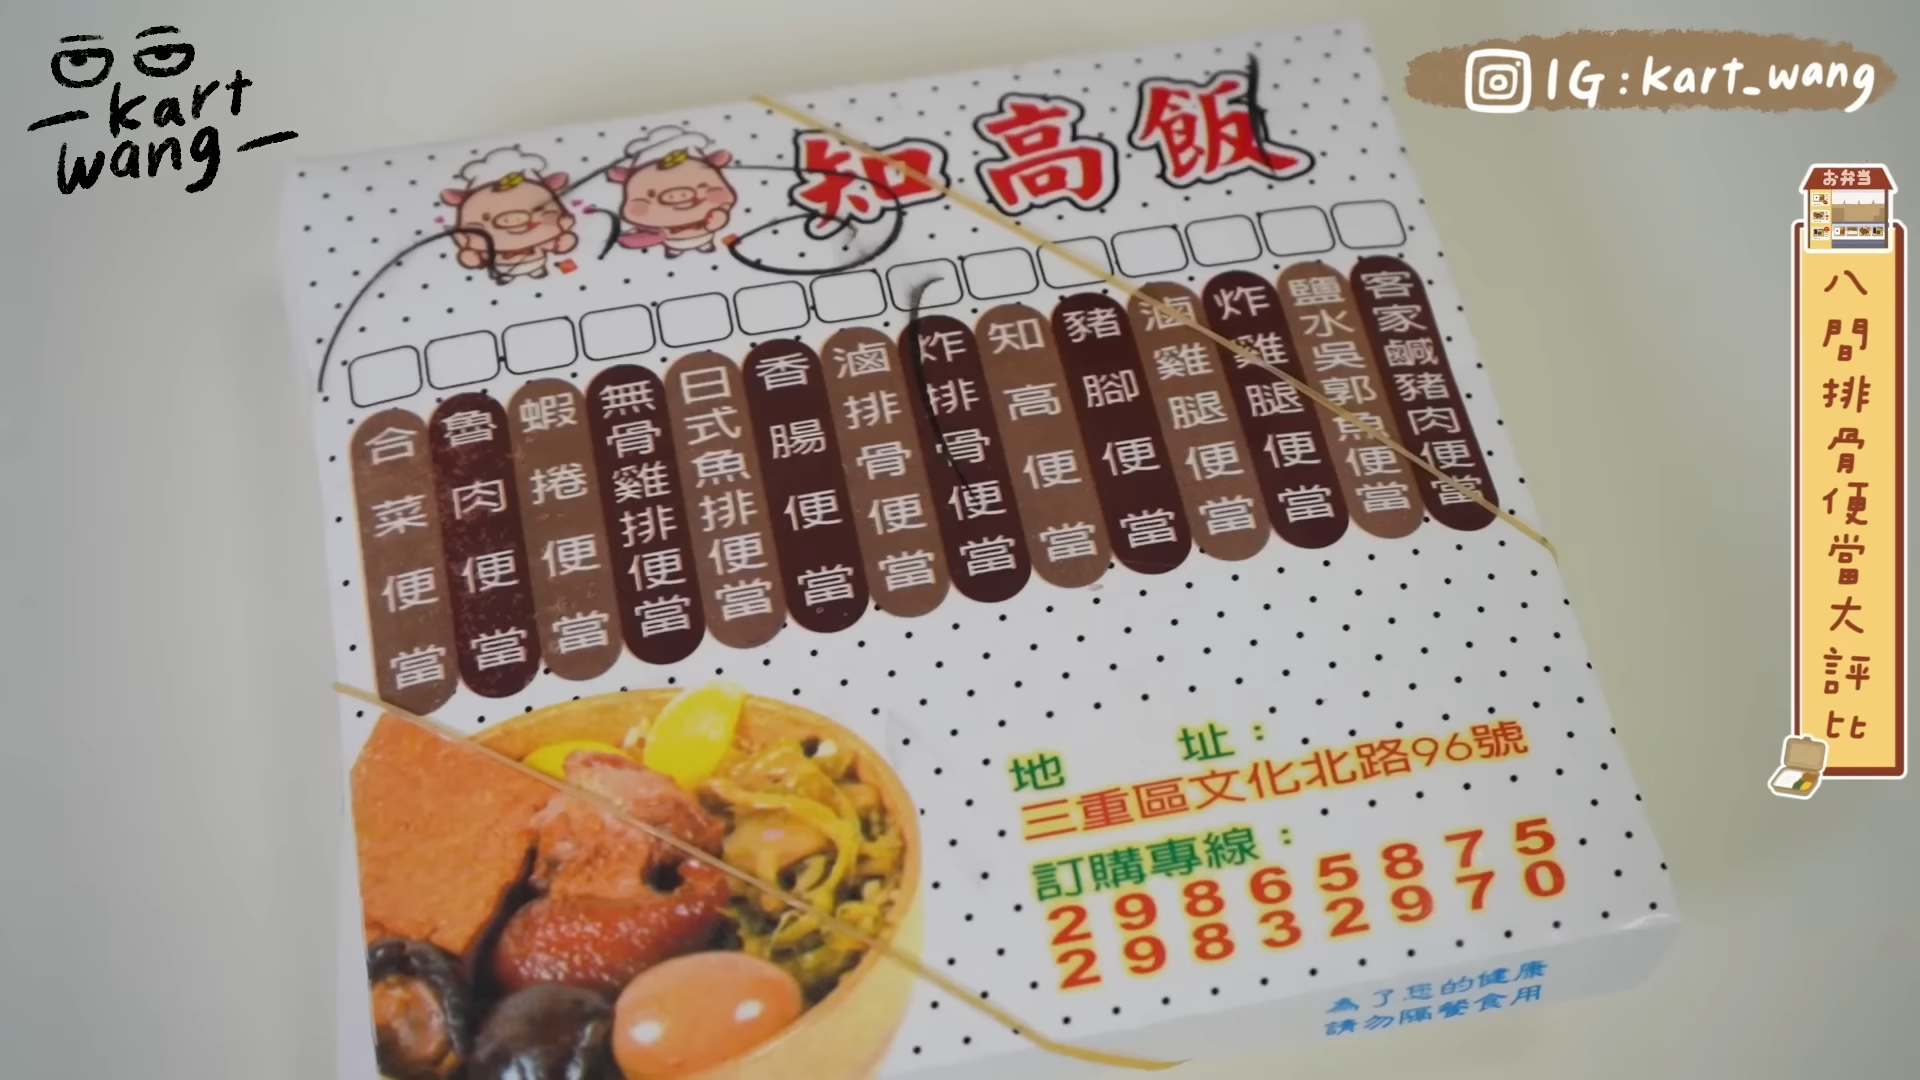 kart
wang
IG:kart_wang
知高飯
合菜便當
魯肉便當
蝦捲便當
無骨雞排便當
日式魚排便當
香腸便當
滷排骨便當
炸排骨便當
知高便當
豬腳便當
滷雞腿便當
炸雞腿便當
鹽水吳郭魚便當
客家鹹豬肉便當
地址:
三重區文化北路96號
訂購專線:
29865875
29832970
為了您的健康
請勿隔餐食用
お弁当
八間排骨便當大評比